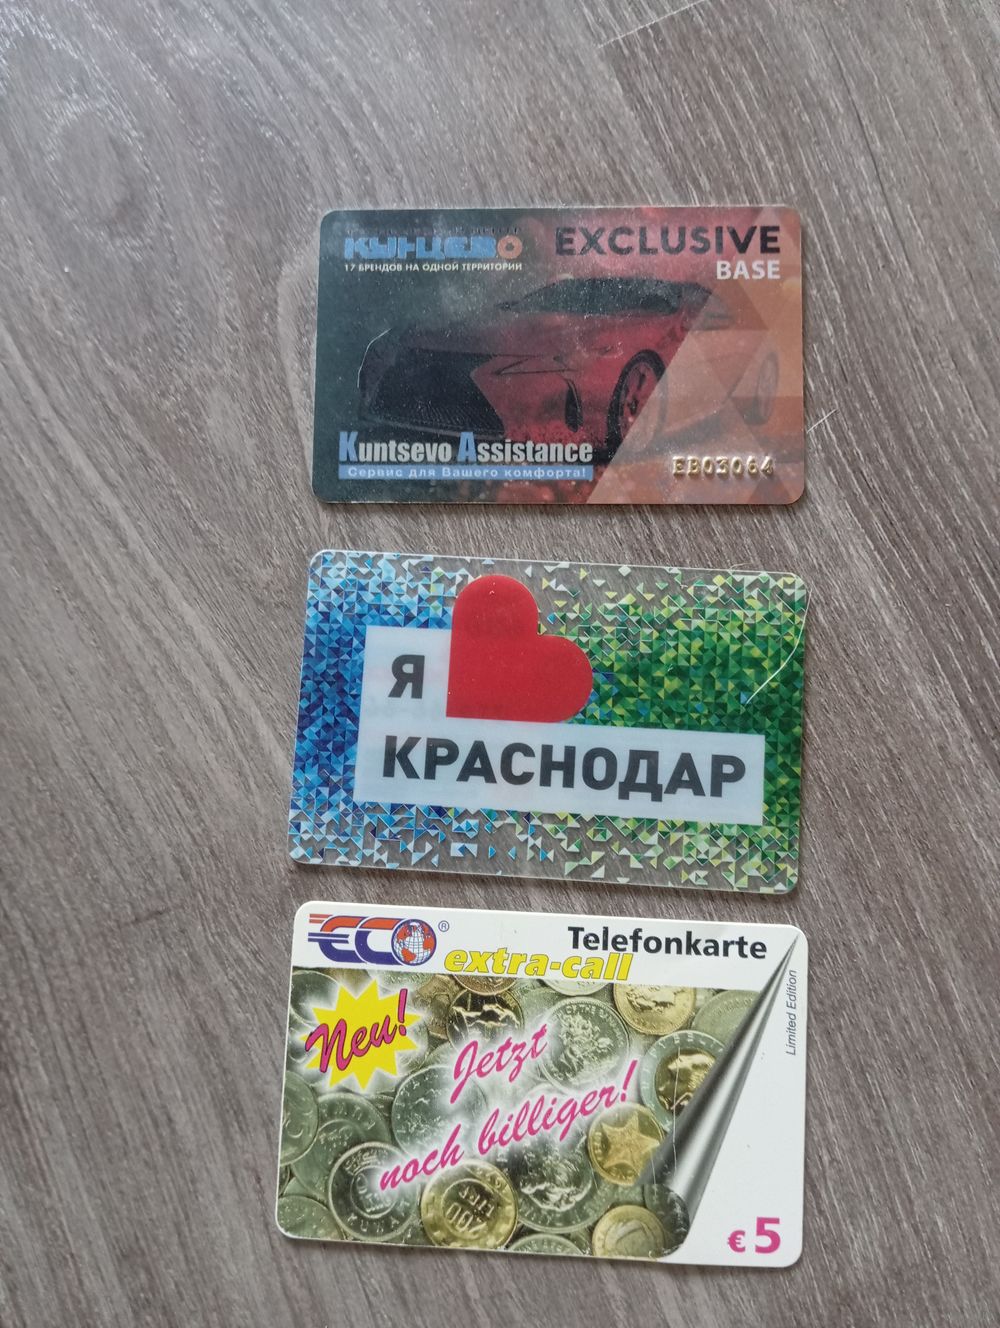 КУНЦЕВО
17 БРЕНДОВ НА ОДНОЙ ТЕРРИТОРИИ
EXCLUSIVE
BASE
Kuntsevo Assistance
Сервис для Вашего комфорта!
EB03064
Я
КРАСНОДАР
ECO®
Telefonkarte
extra-call
Limited Edition
Neu!
Jetzt
noch billiger!
200
€ 5